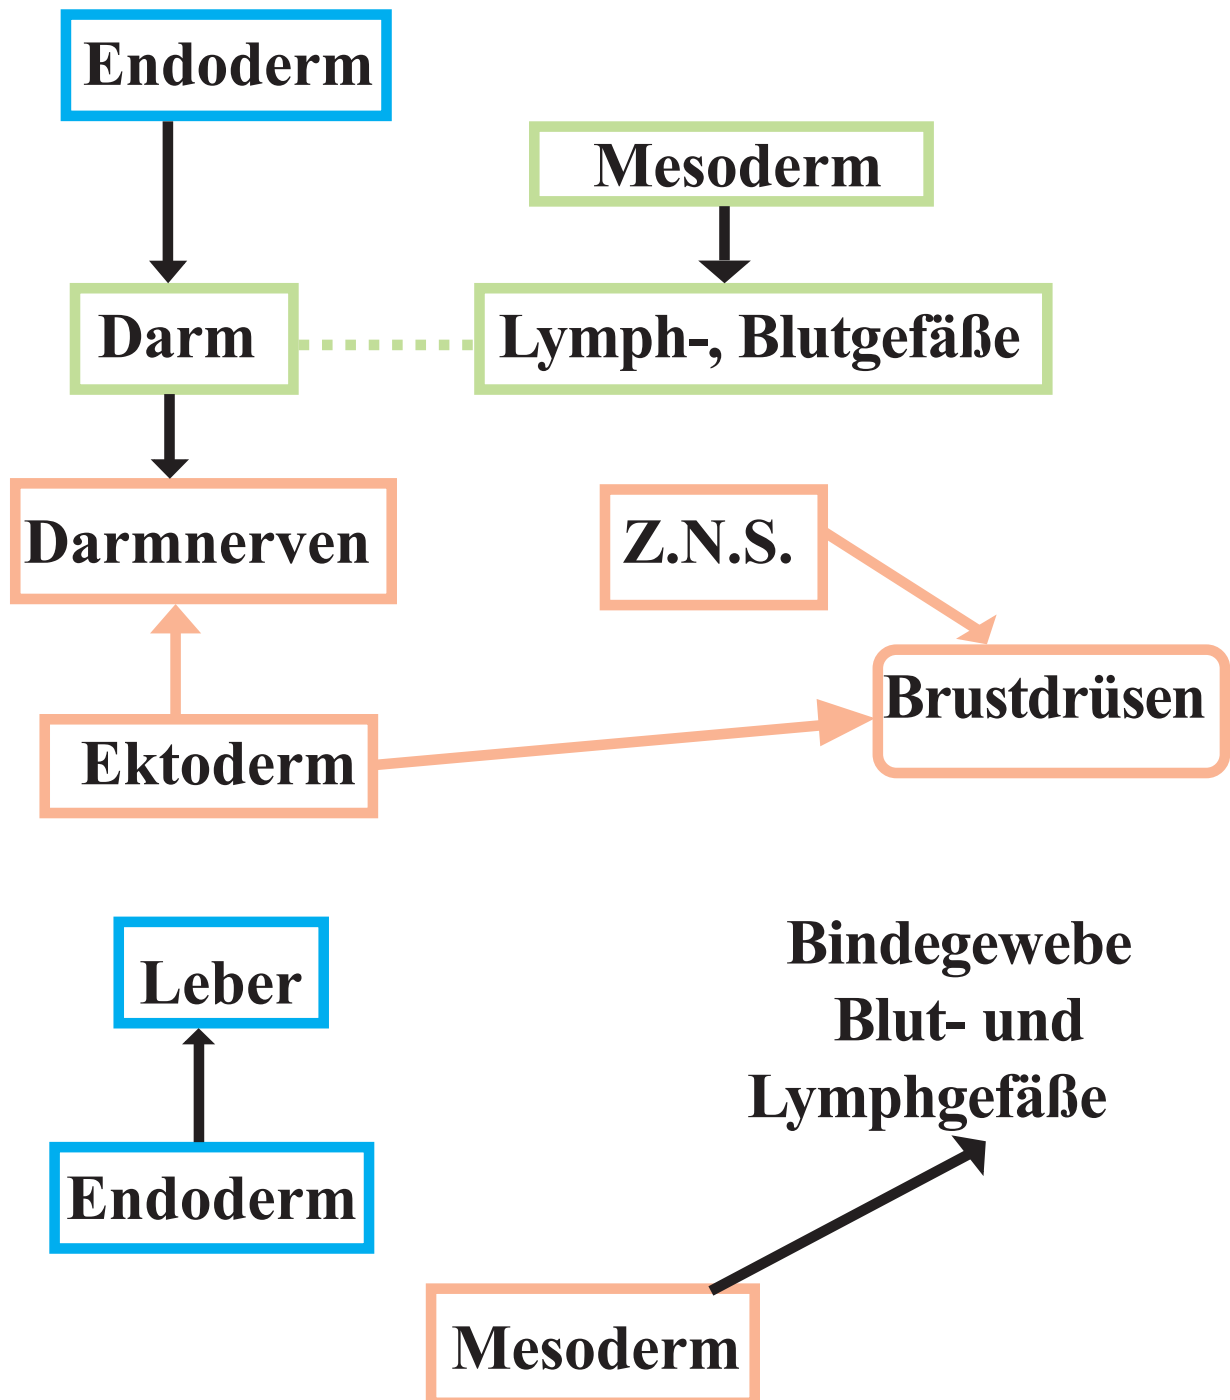 Endoderm
Mesoderm
Darm
Lymph-, Blutgefäße
Darmnerven
Z.N.S.
Brustdrüsen
Ektoderm
Leber
Bindegewebe
Blut- und
Lymphgefäße
Endoderm
Mesoderm